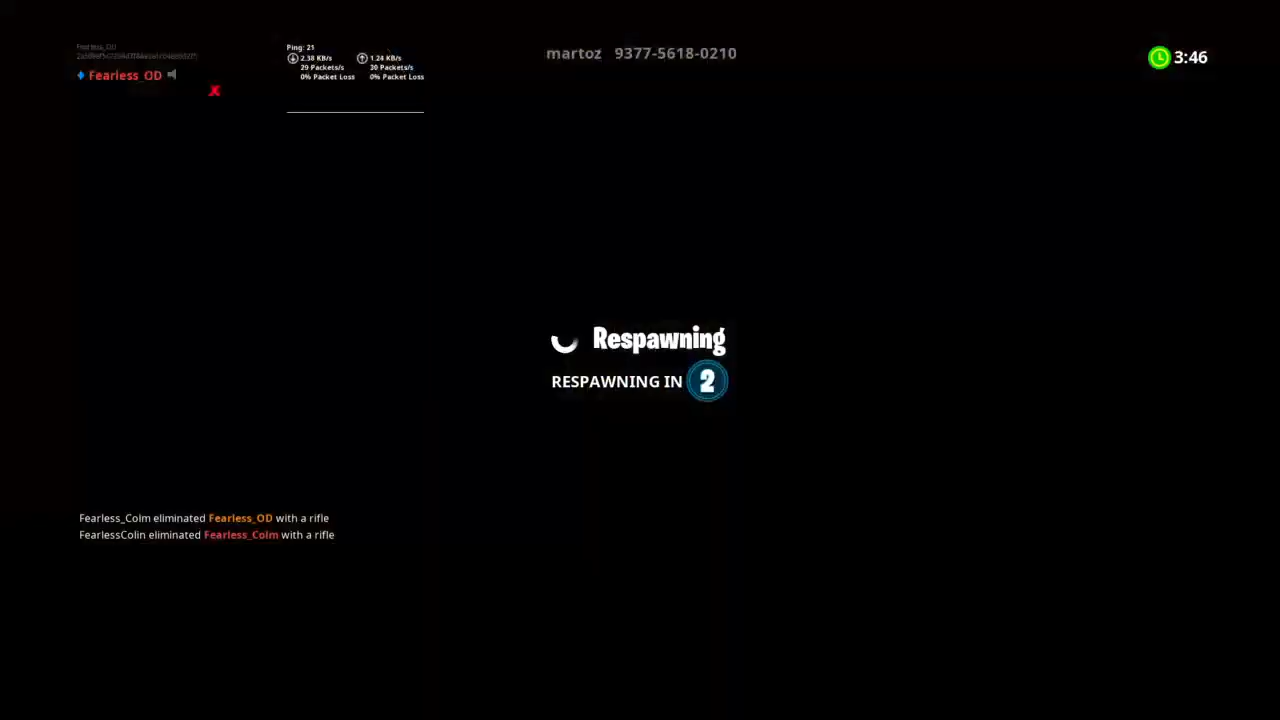 Fearless_OD
Fearless_OD
X
Ping: 21
2.38 KB/s 1.24 KB/s
29 Packets/s 30 Packets/s
0% Packet Loss 0% Packet Loss
martoz 9377-5618-0210
3:46
Respawning
RESPAWNING IN 2
Fearless_Colm eliminated Fearless_OD with a rifle
FearlessColin eliminated Fearless_Colm with a rifle